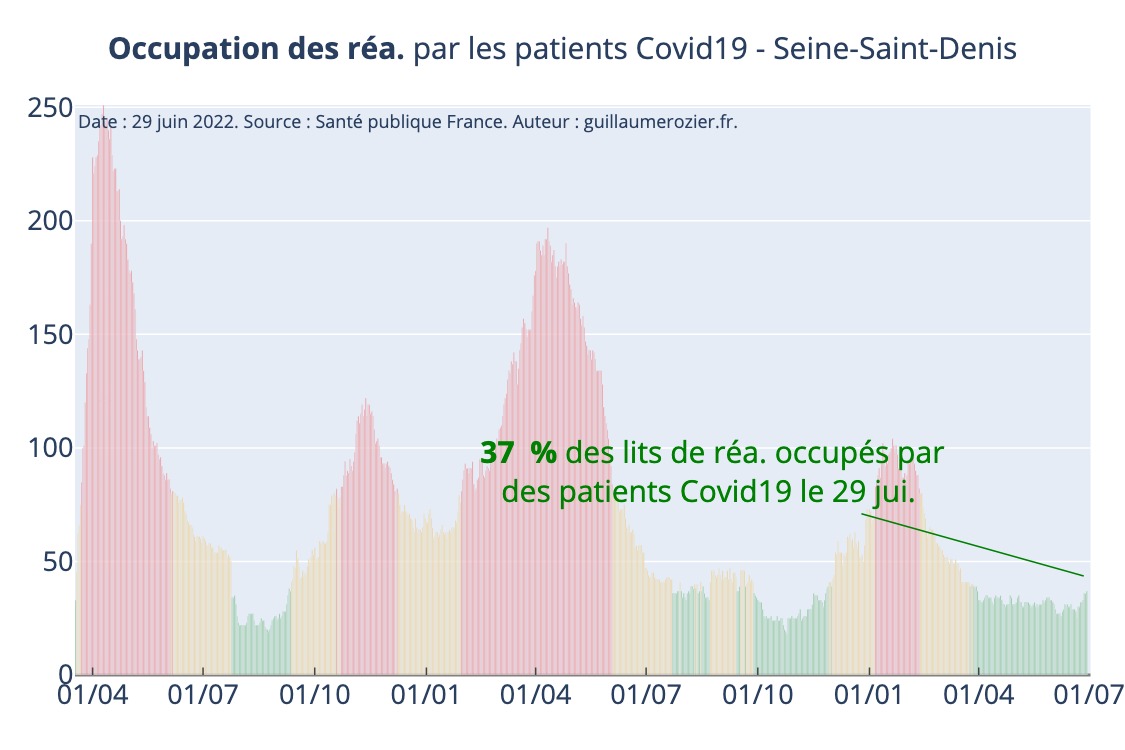 Occupation des réa. par les patients Covid19 - Seine-Saint-Denis
250
Date : 29 juin 2022. Source : Santé publique France. Auteur : guillaumerozier.fr.
200
150
100
37 % des lits de réa. occupés par
des patients Covid19 le 29 jui.
50
0
01/04 01/07 01/10 01/01 01/04 01/07 01/10 01/01 01/04 01/07